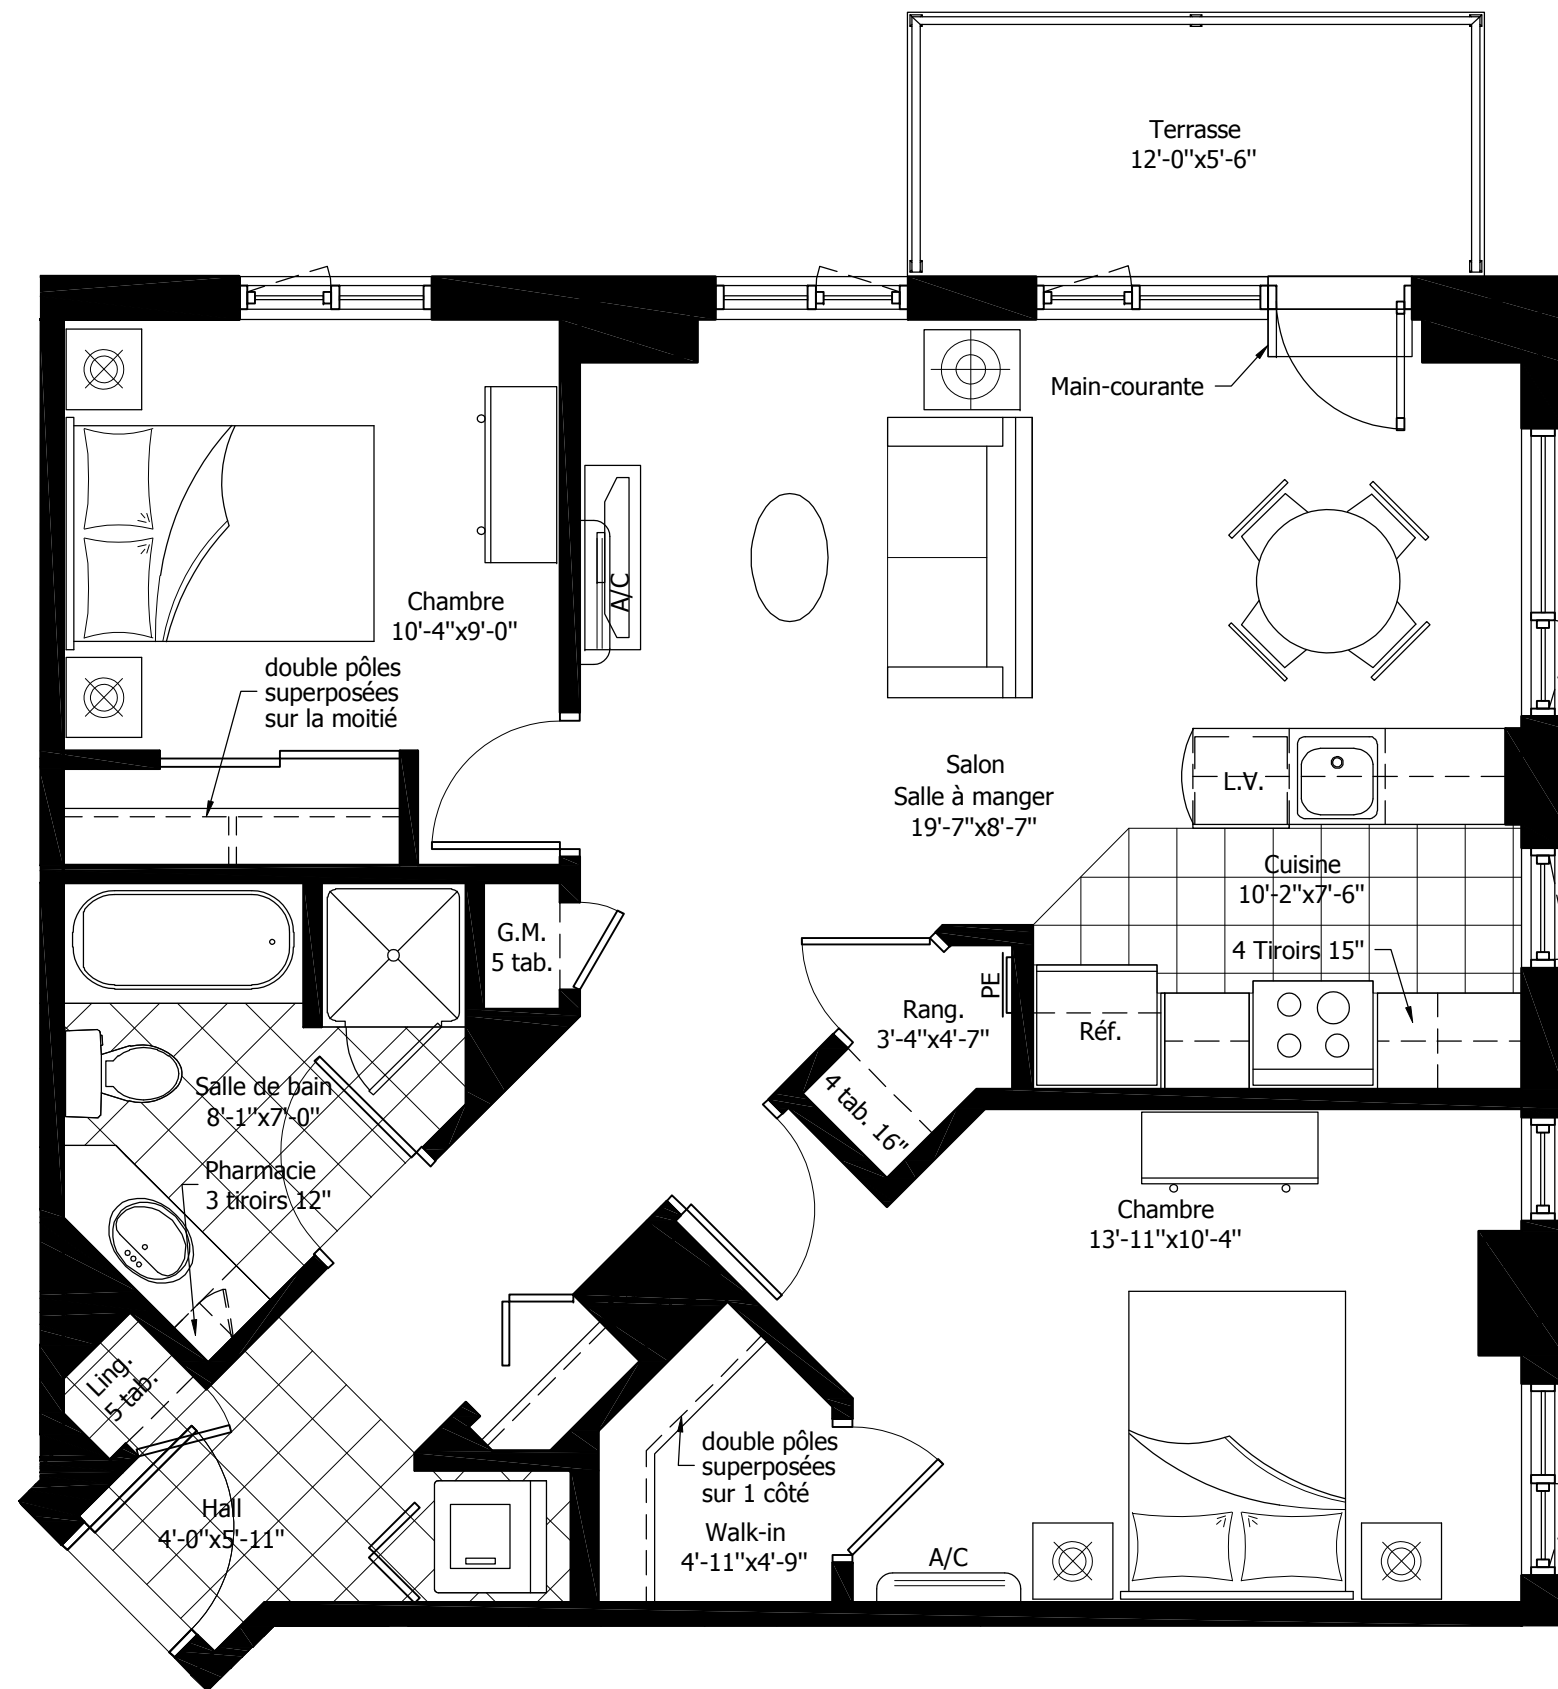 Terrasse
12'-0"x5'-6"
Main-courante
A/C
Chambre
10'-4"x9'-0"
double pôles
superposées
sur la moitié
Salon
Salle à manger
19'-7"x8'-7"
L.V.
Cuisine
10'-2"x7'-6"
4 Tiroirs 15"
G.M.
5 tab.
PE
Rang.
3'-4"x4'-7"
Réf.
4 tab. 16"
Salle de bain
8'-1"x7'-0"
Pharmacie
3 tiroirs 12"
Chambre
13'-11"x10'-4"
Ling.
5 tab.
double pôles
superposées
sur 1 côté
Hall
4'-0"x5'-11"
Walk-in
4'-11"x4'-9"
A/C